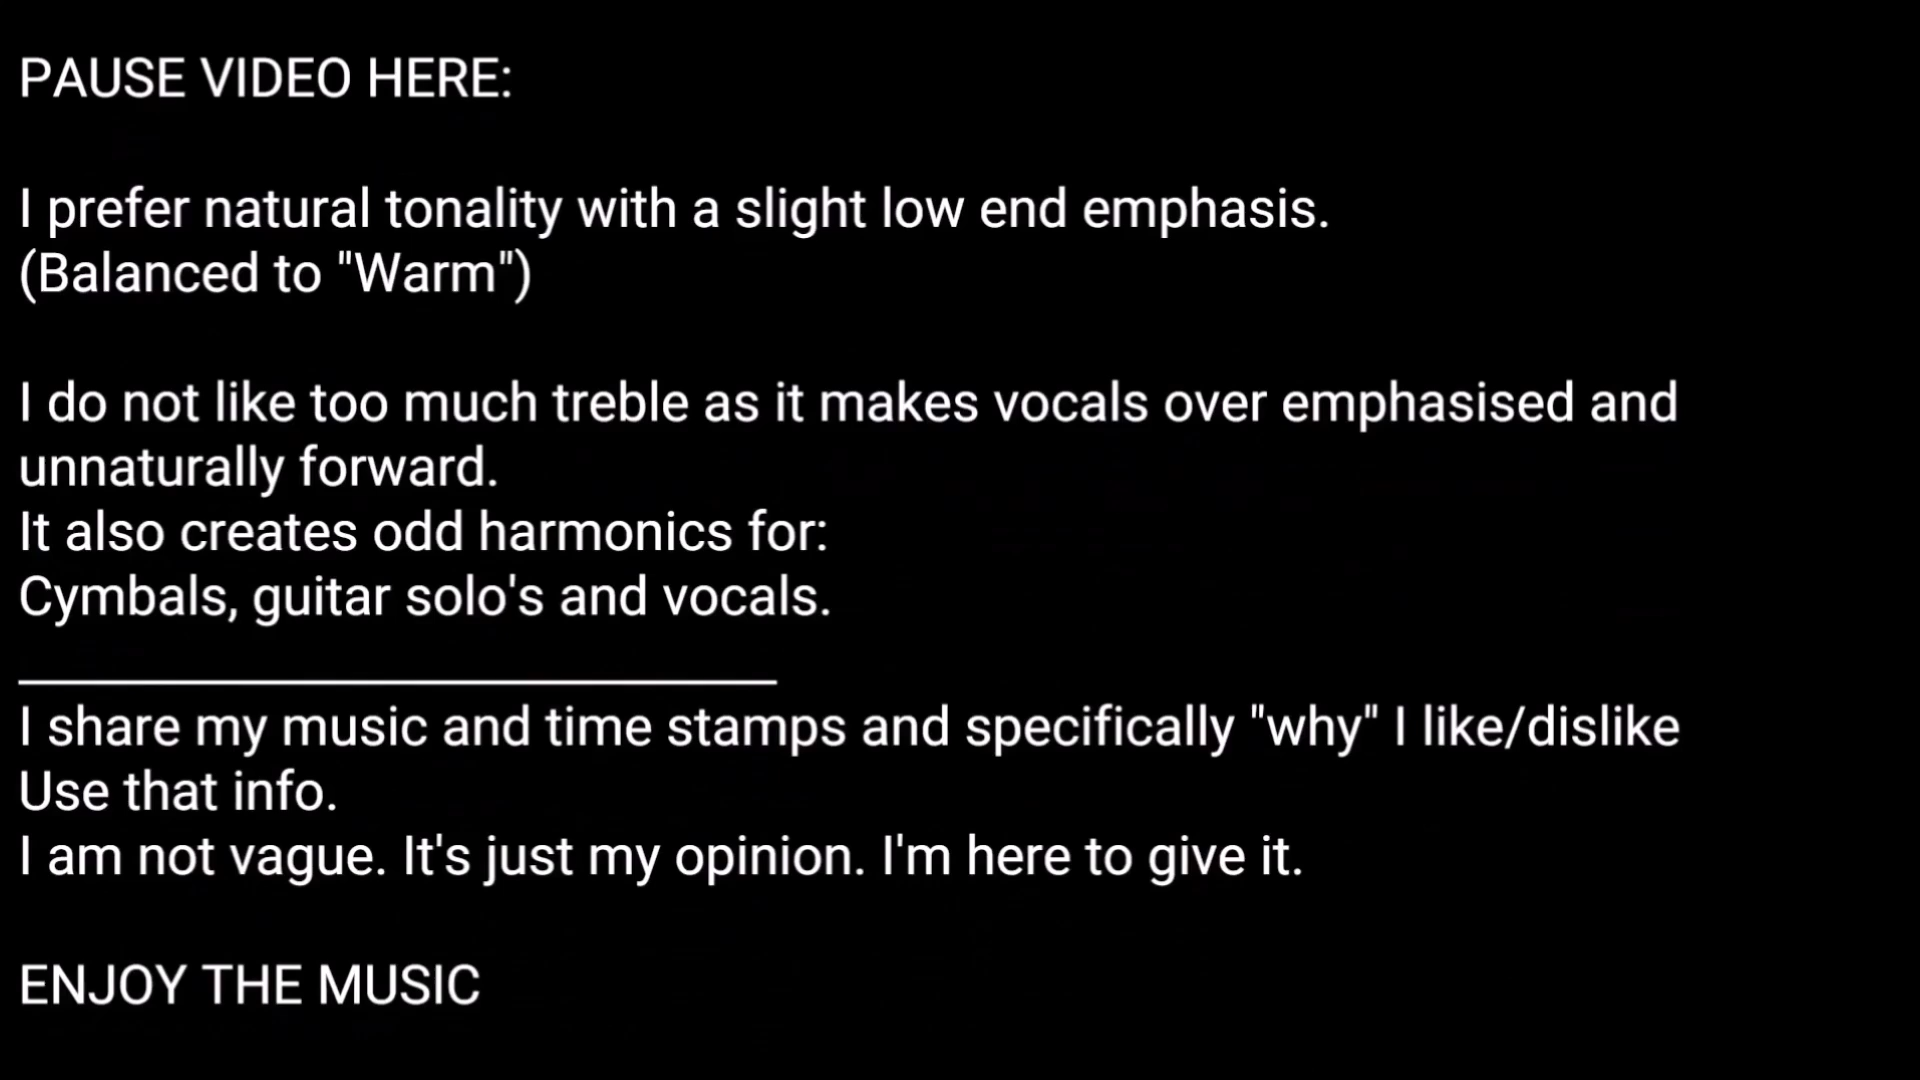 PAUSE VIDEO HERE:
I prefer natural tonality with a slight low end emphasis.
(Balanced to "Warm")
I do not like too much treble as it makes vocals over emphasised and
unnaturally forward.
It also creates odd harmonics for:
Cymbals, guitar solo's and vocals.
I share my music and time stamps and specifically "why" I like/dislike
Use that info.
I am not vague. It's just my opinion. I'm here to give it.
ENJOY THE MUSIC